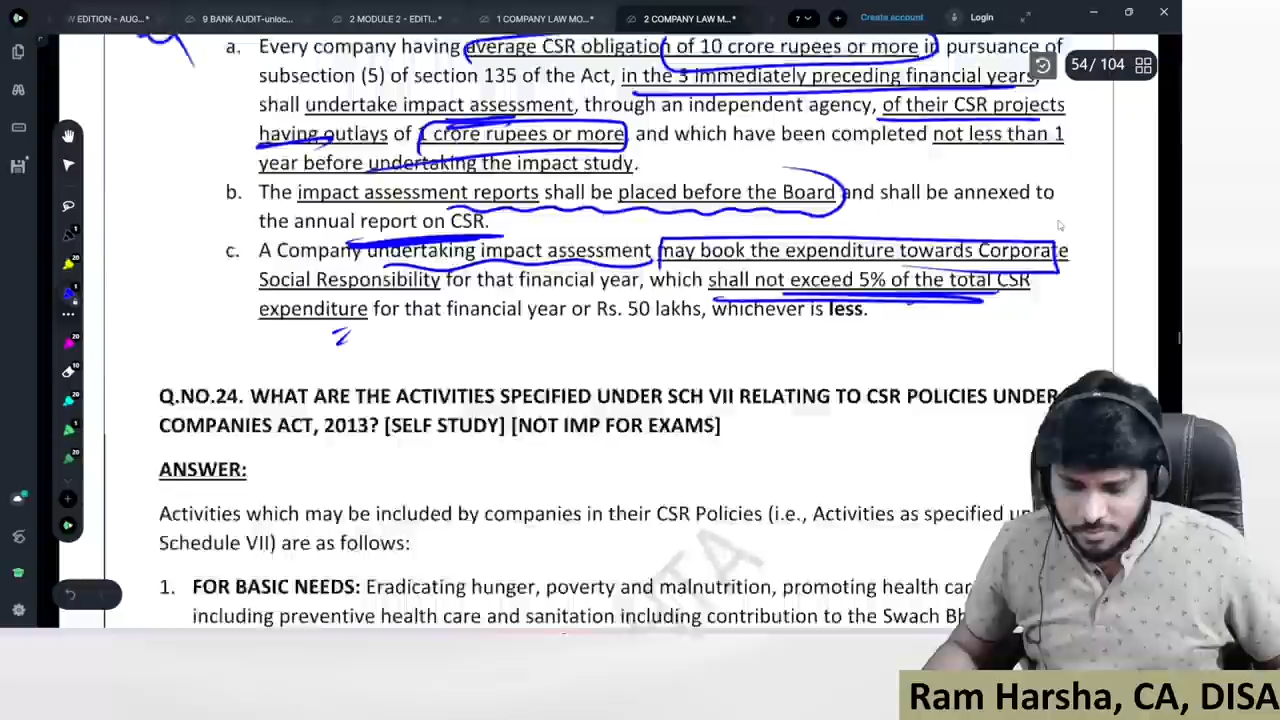 W EDITION - AUG...*
9 BANK AUDIT-unloc...
2 MODULE 2 - EDITI...*
1 COMPANY LAW MO...*
2 COMPANY LAW M...*
7
Create account
Login
54 / 104
a. Every company having average CSR obligation of 10 crore rupees or more in pursuance of
subsection (5) of section 135 of the Act, in the 3 immediately preceding financial years,
shall undertake impact assessment, through an independent agency, of their CSR projects
having outlays of 1 crore rupees or more, and which have been completed not less than 1
year before undertaking the impact study.
b. The impact assessment reports shall be placed before the Board and shall be annexed to
the annual report on CSR.
c. A Company undertaking impact assessment may book the expenditure towards Corporate
Social Responsibility for that financial year, which shall not exceed 5% of the total CSR
expenditure for that financial year or Rs. 50 lakhs, whichever is less.
Q.NO.24. WHAT ARE THE ACTIVITIES SPECIFIED UNDER SCH VII RELATING TO CSR POLICIES UNDER
COMPANIES ACT, 2013? [SELF STUDY] [NOT IMP FOR EXAMS]
ANSWER:
Activities which may be included by companies in their CSR Policies (i.e., Activities as specified un
Schedule VII) are as follows:
1. FOR BASIC NEEDS: Eradicating hunger, poverty and malnutrition, promoting health car
including preventive health care and sanitation including contribution to the Swach Bh
Ram Harsha, CA, DISA